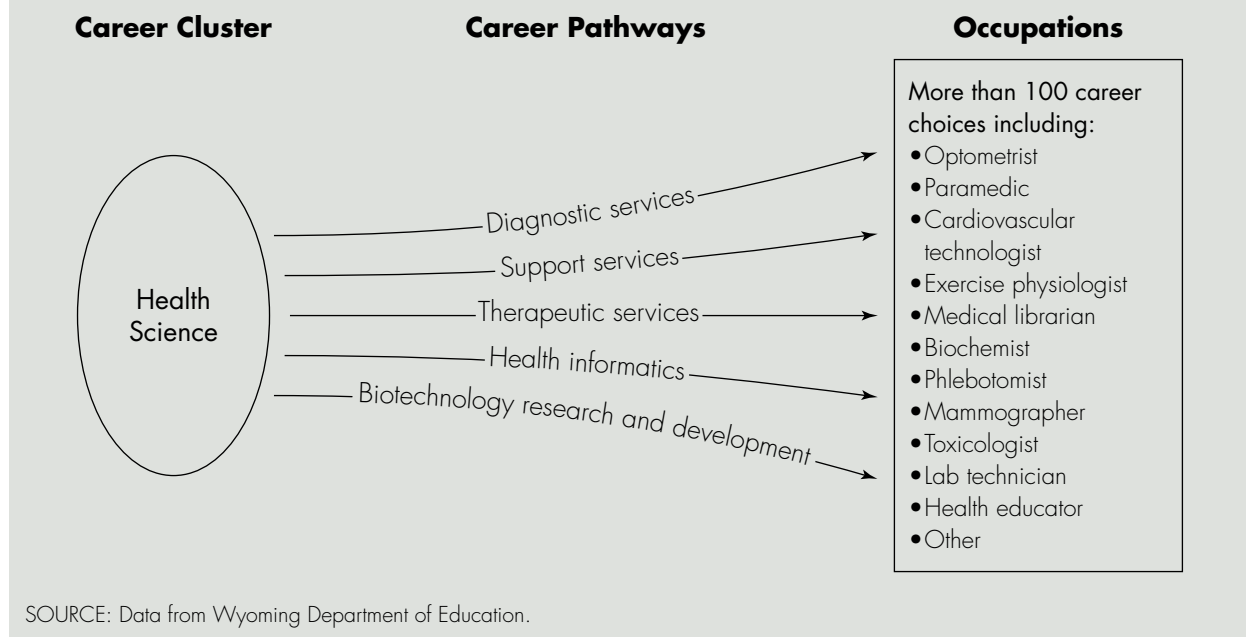 Career Cluster
Career Pathways
Occupations
Health
Science
Diagnostic services
Support services
Therapeutic services
Health informatics
Biotechnology research and development
More than 100 career
choices including:
•Optometrist
•Paramedic
•Cardiovascular
technologist
•Exercise physiologist
•Medical librarian
•Biochemist
•Phlebotomist
•Mammographer
•Toxicologist
•Lab technician
•Health educator
•Other
SOURCE: Data from Wyoming Department of Education.